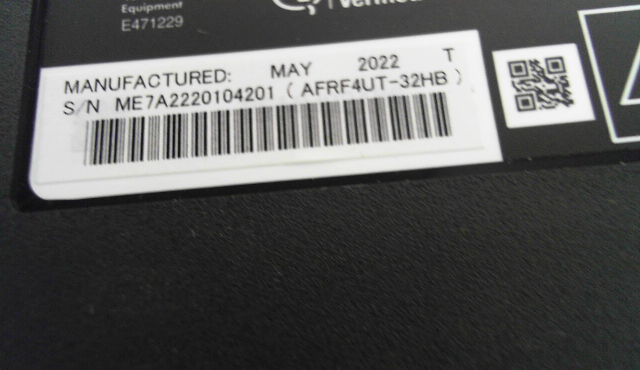 Equipment
E471229
MANUFACTURED: MAY 2022 T
S/N ME7A2220104201 ( AFRF4UT-32HB )